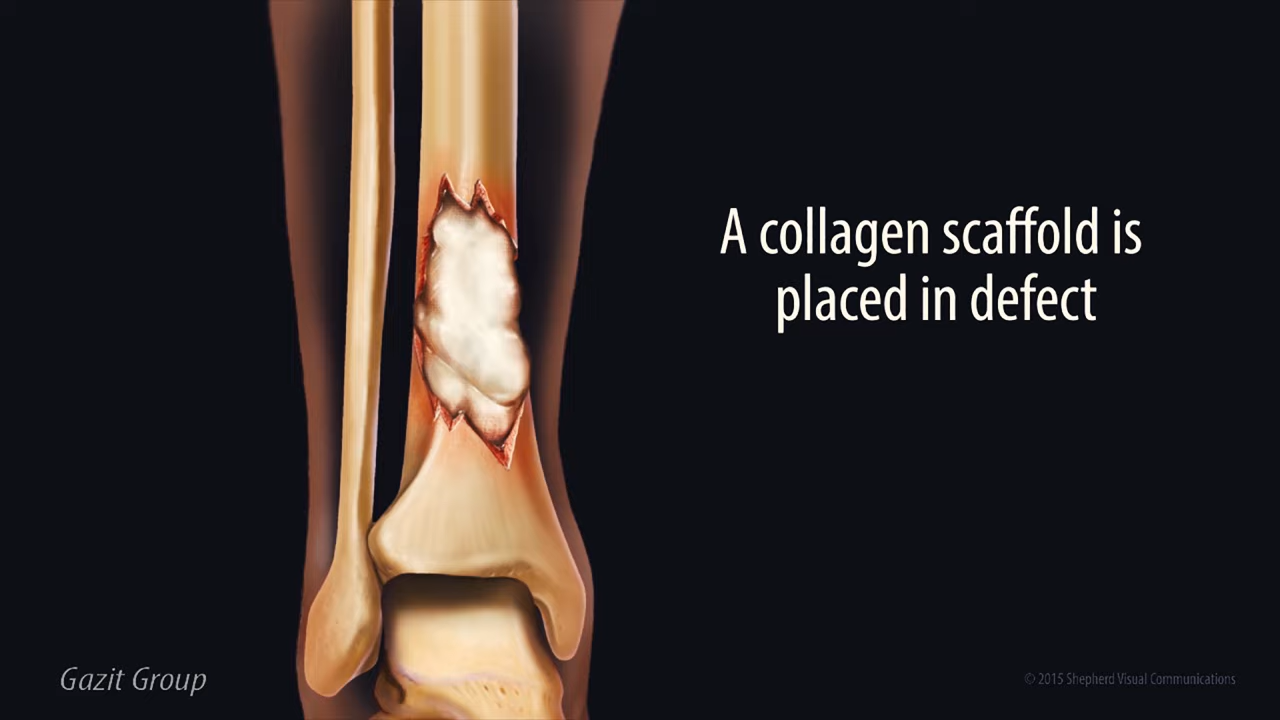 A collagen scaffold is
placed in defect
Gazit Group
© 2015 Shepherd Visual Communications